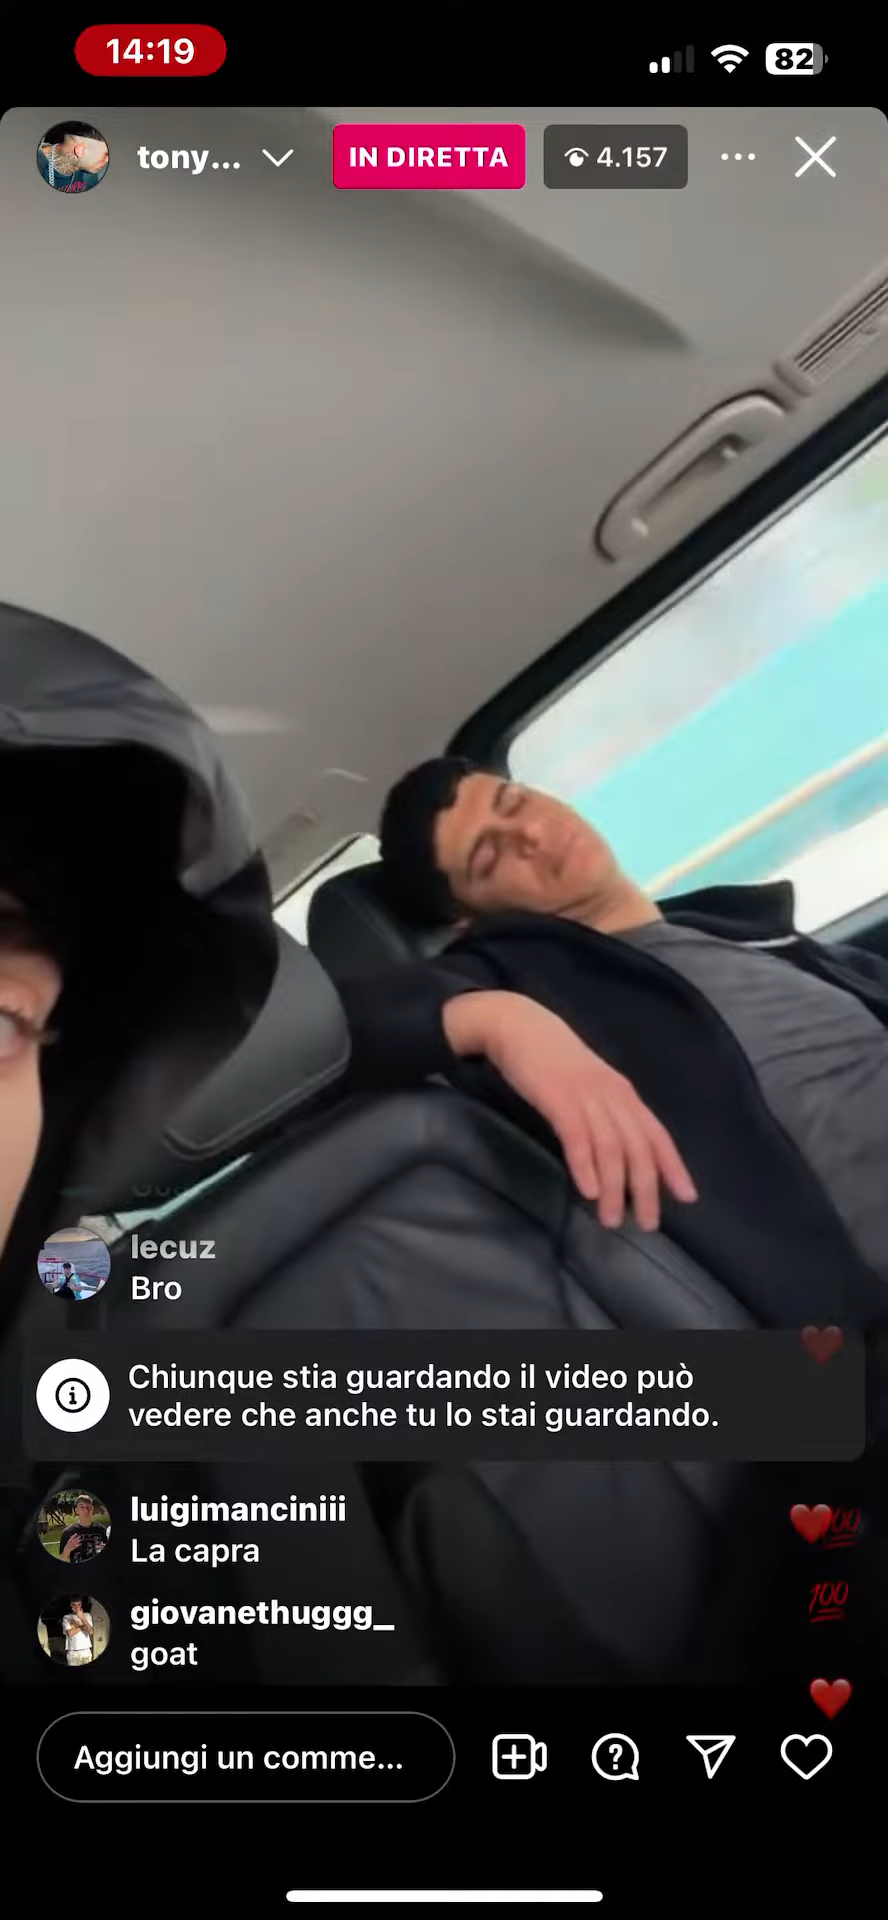 14:19
82
tony...
IN DIRETTA
4.157
lecuz
Bro
Chiunque stia guardando il video può
vedere che anche tu lo stai guardando.
luigimanciniii
La capra
giovanethuggg_
goat
100
Aggiungi un comme...